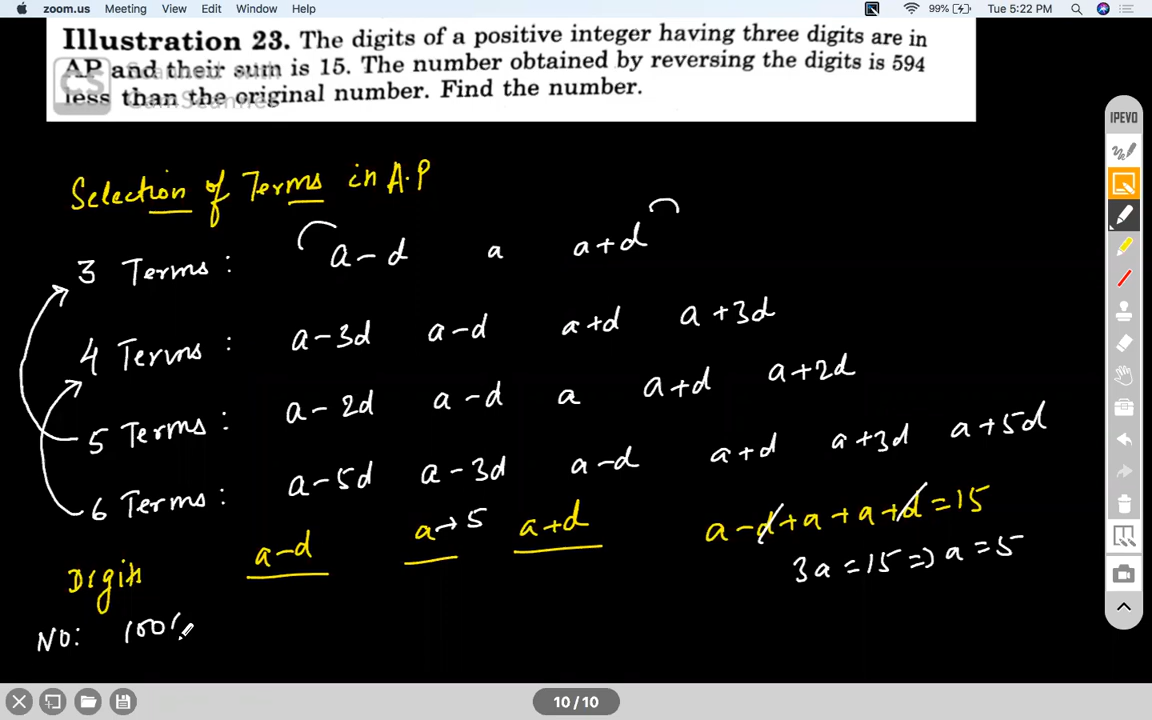 zoom.us Meeting View Edit Window Help 99% Tue 5:22 PM
Illustration 23. The digits of a positive integer having three digits are in
AP and their sum is 15. The number obtained by reversing the digits is 594
less than the original number. Find the number.
CS
IPEVO
Selection of Terms in A.P
3 Terms: a-d a a+d
4 Terms: a-3d a-d a+d a+3d
5 Terms: a-2d a-d a a+d a+2d
6 Terms: a-5d a-3d a-d a+d a+3d a+5d
Digits a-d a→5 a+d a-d+a+a+d=15
3a=15⇒a=5
NO: 100(
10 / 10